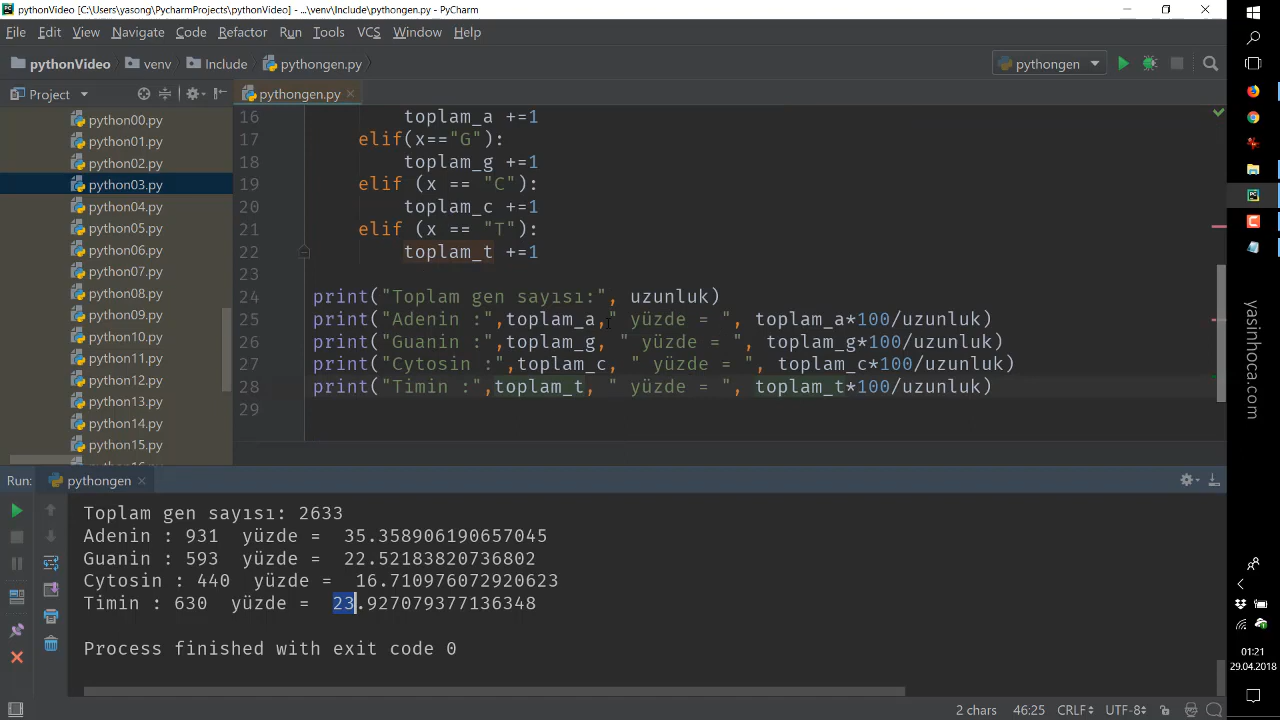 pythonVideo [C:\Users\yasong\PycharmProjects\pythonVideo] - ...\venv\Include\pythongen.py - PyCharm
File Edit View Navigate Code Refactor Run Tools VCS Window Help
pythonVideo venv Include pythongen.py
pythongen
Project
pythongen.py
python00.py
python01.py
python02.py
python03.py
python04.py
python05.py
python06.py
python07.py
python08.py
python09.py
python10.py
python11.py
python12.py
python13.py
python14.py
python15.py
16 toplam_a +=1
17 elif(x=="G"):
18 toplam_g +=1
19 elif (x == "C"):
20 toplam_c +=1
21 elif (x == "T"):
22 toplam_t +=1
23
24 print("Toplam gen sayısı:", uzunluk)
25 print("Adenin :",toplam_a," yüzde = ", toplam_a*100/uzunluk)
26 print("Guanin :",toplam_g, " yüzde = ", toplam_g*100/uzunluk)
27 print("Cytosin :",toplam_c, " yüzde = ", toplam_c*100/uzunluk)
28 print("Timin :",toplam_t, " yüzde = ", toplam_t*100/uzunluk)
29
Run: pythongen
Toplam gen sayısı: 2633
Adenin : 931  yüzde =  35.358906190657045
Guanin : 593  yüzde =  22.52183820736802
Cytosin : 440  yüzde =  16.710976072920623
Timin : 630  yüzde =  23.927079377136348
Process finished with exit code 0
2 chars 46:25 CRLF UTF-8
yasinhoca.com
01:21
29.04.2018